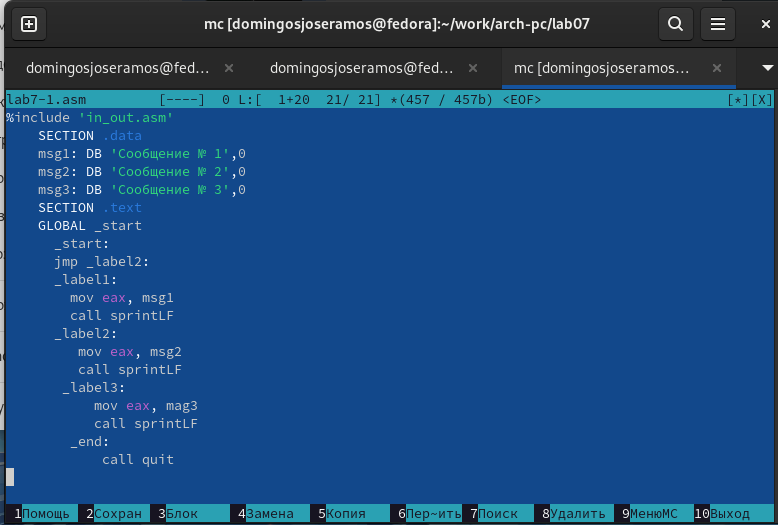 mc [domingosjoseramos@fedora]:~/work/arch-pc/lab07
domingosjoseramos@fed... × domingosjoseramos@fed... × mc [domingosjoseramos... ×
lab7-1.asm [----] 0 L:[ 1+20 21/ 21] *(457 / 457b) <EOF> [*][X]
%include 'in_out.asm'
SECTION .data
msg1: DB 'Сообщение № 1',0
msg2: DB 'Сообщение № 2',0
msg3: DB 'Сообщение № 3',0
SECTION .text
GLOBAL _start
_start:
jmp _label2:
_label1:
mov eax, msg1
call sprintLF
_label2:
mov eax, msg2
call sprintLF
_label3:
mov eax, mag3
call sprintLF
_end:
call quit
1Помощь 2Сохран 3Блок 4Замена 5Копия 6Пер~ить 7Поиск 8Удалить 9МенюMC 10Выход